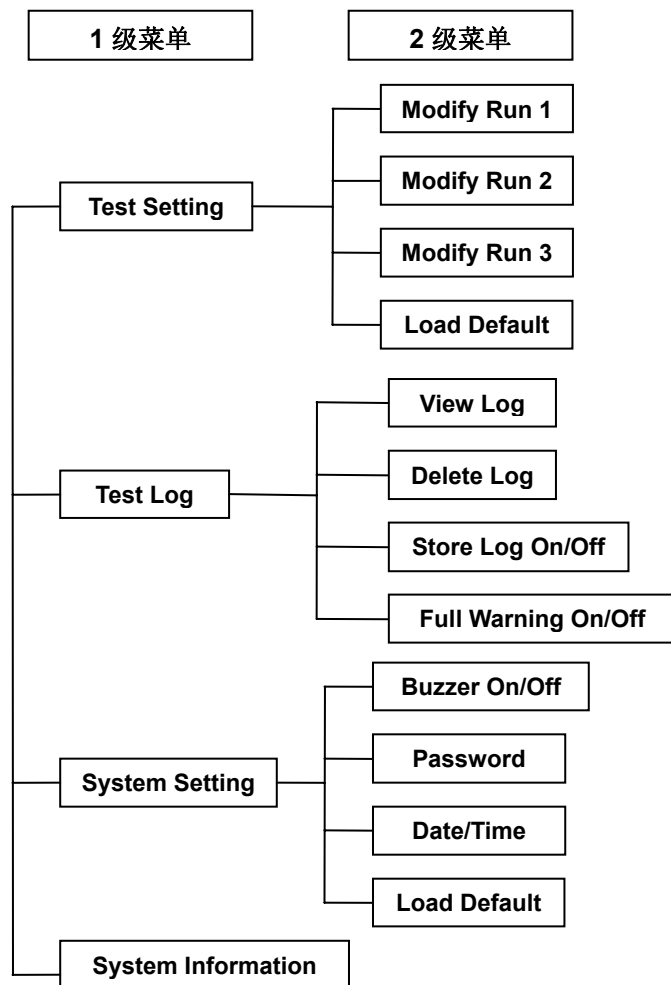 1 级菜单
2 级菜单
Test Setting
Modify Run 1
Modify Run 2
Modify Run 3
Load Default
Test Log
View Log
Delete Log
Store Log On/Off
Full Warning On/Off
System Setting
Buzzer On/Off
Password
Date/Time
Load Default
System Information